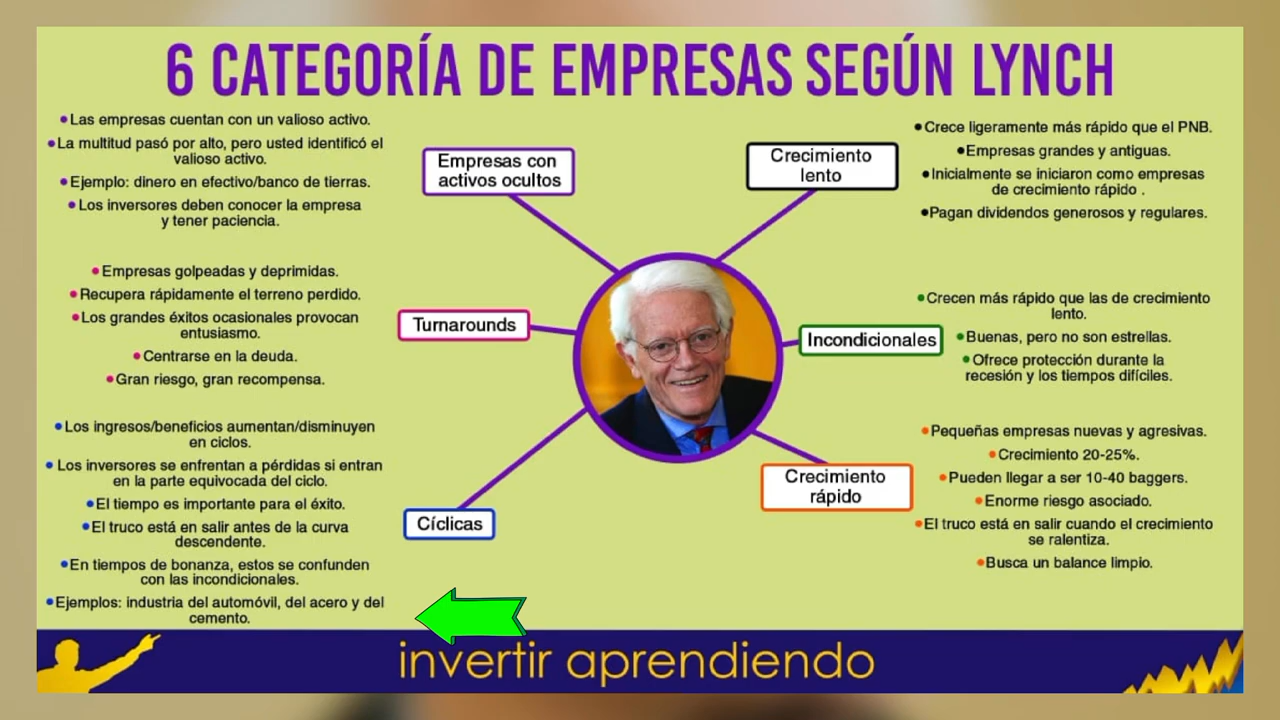 6 CATEGORÍA DE EMPRESAS SEGÚN LYNCH
Empresas con
activos ocultos
•Las empresas cuentan con un valioso activo.
•La multitud pasó por alto, pero usted identificó el
valioso activo.
•Ejemplo: dinero en efectivo/banco de tierras.
• Los inversores deben conocer la empresa
y tener paciencia.
Turnarounds
•Empresas golpeadas y deprimidas.
•Recupera rápidamente el terreno perdido.
•Los grandes éxitos ocasionales provocan
entusiasmo.
•Centrarse en la deuda.
•Gran riesgo, gran recompensa.
Cíclicas
•Los ingresos/beneficios aumentan/disminuyen
en ciclos.
• Los inversores se enfrentan a pérdidas si entran
en la parte equivocada del ciclo.
•El tiempo es importante para el éxito.
•El truco está en salir antes de la curva
descendente.
•En tiempos de bonanza, estos se confunden
con las incondicionales.
•Ejemplos: industria del automóvil, del acero y del
cemento.
Crecimiento
lento
•Crece ligeramente más rápido que el PNB.
•Empresas grandes y antiguas.
•Inicialmente se iniciaron como empresas
de crecimiento rápido .
•Pagan dividendos generosos y regulares.
Incondicionales
•Crecen más rápido que las de crecimiento
lento.
•Buenas, pero no son estrellas.
•Ofrece protección durante la
recesión y los tiempos difíciles.
Crecimiento
rápido
•Pequeñas empresas nuevas y agresivas.
•Crecimiento 20-25%.
•Pueden llegar a ser 10-40 baggers.
•Enorme riesgo asociado.
•El truco está en salir cuando el crecimiento
se ralentiza.
•Busca un balance limpio.
invertir aprendiendo